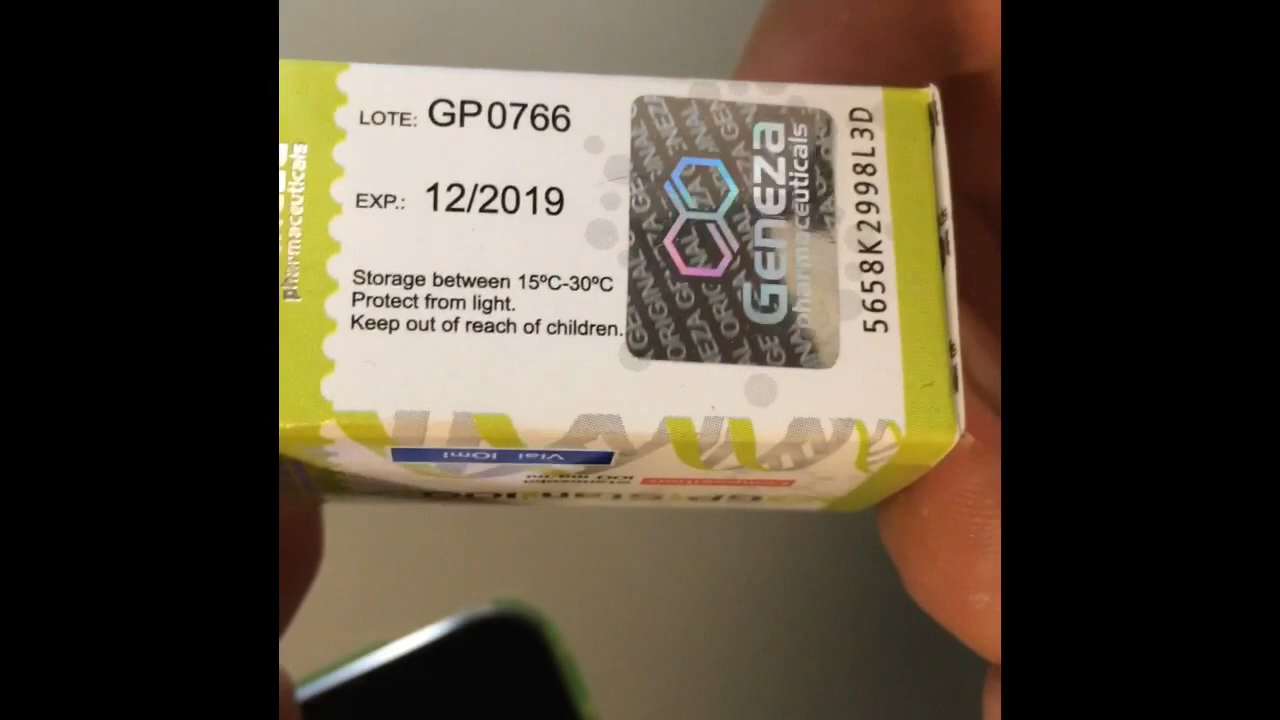 LOTE: GP0766
EXP.: 12/2019
Storage between 15ºC-30ºC
Protect from light.
Keep out of reach of children.
GENEZA
pharmaceuticals
5658K2998L3D
pharmaceuticals
Vial 10ml